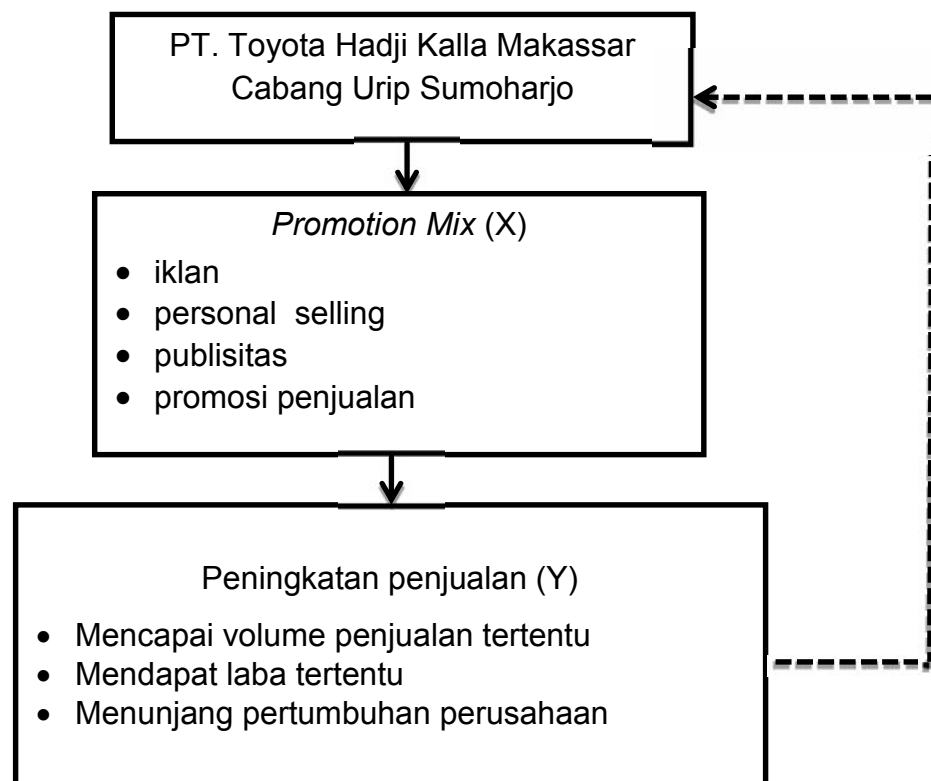 PT. Toyota Hadji Kalla Makassar
Cabang Urip Sumoharjo
Promotion Mix (X)
• iklan
• personal selling
• publisitas
• promosi penjualan
Peningkatan penjualan (Y)
• Mencapai volume penjualan tertentu
• Mendapat laba tertentu
• Menunjang pertumbuhan perusahaan